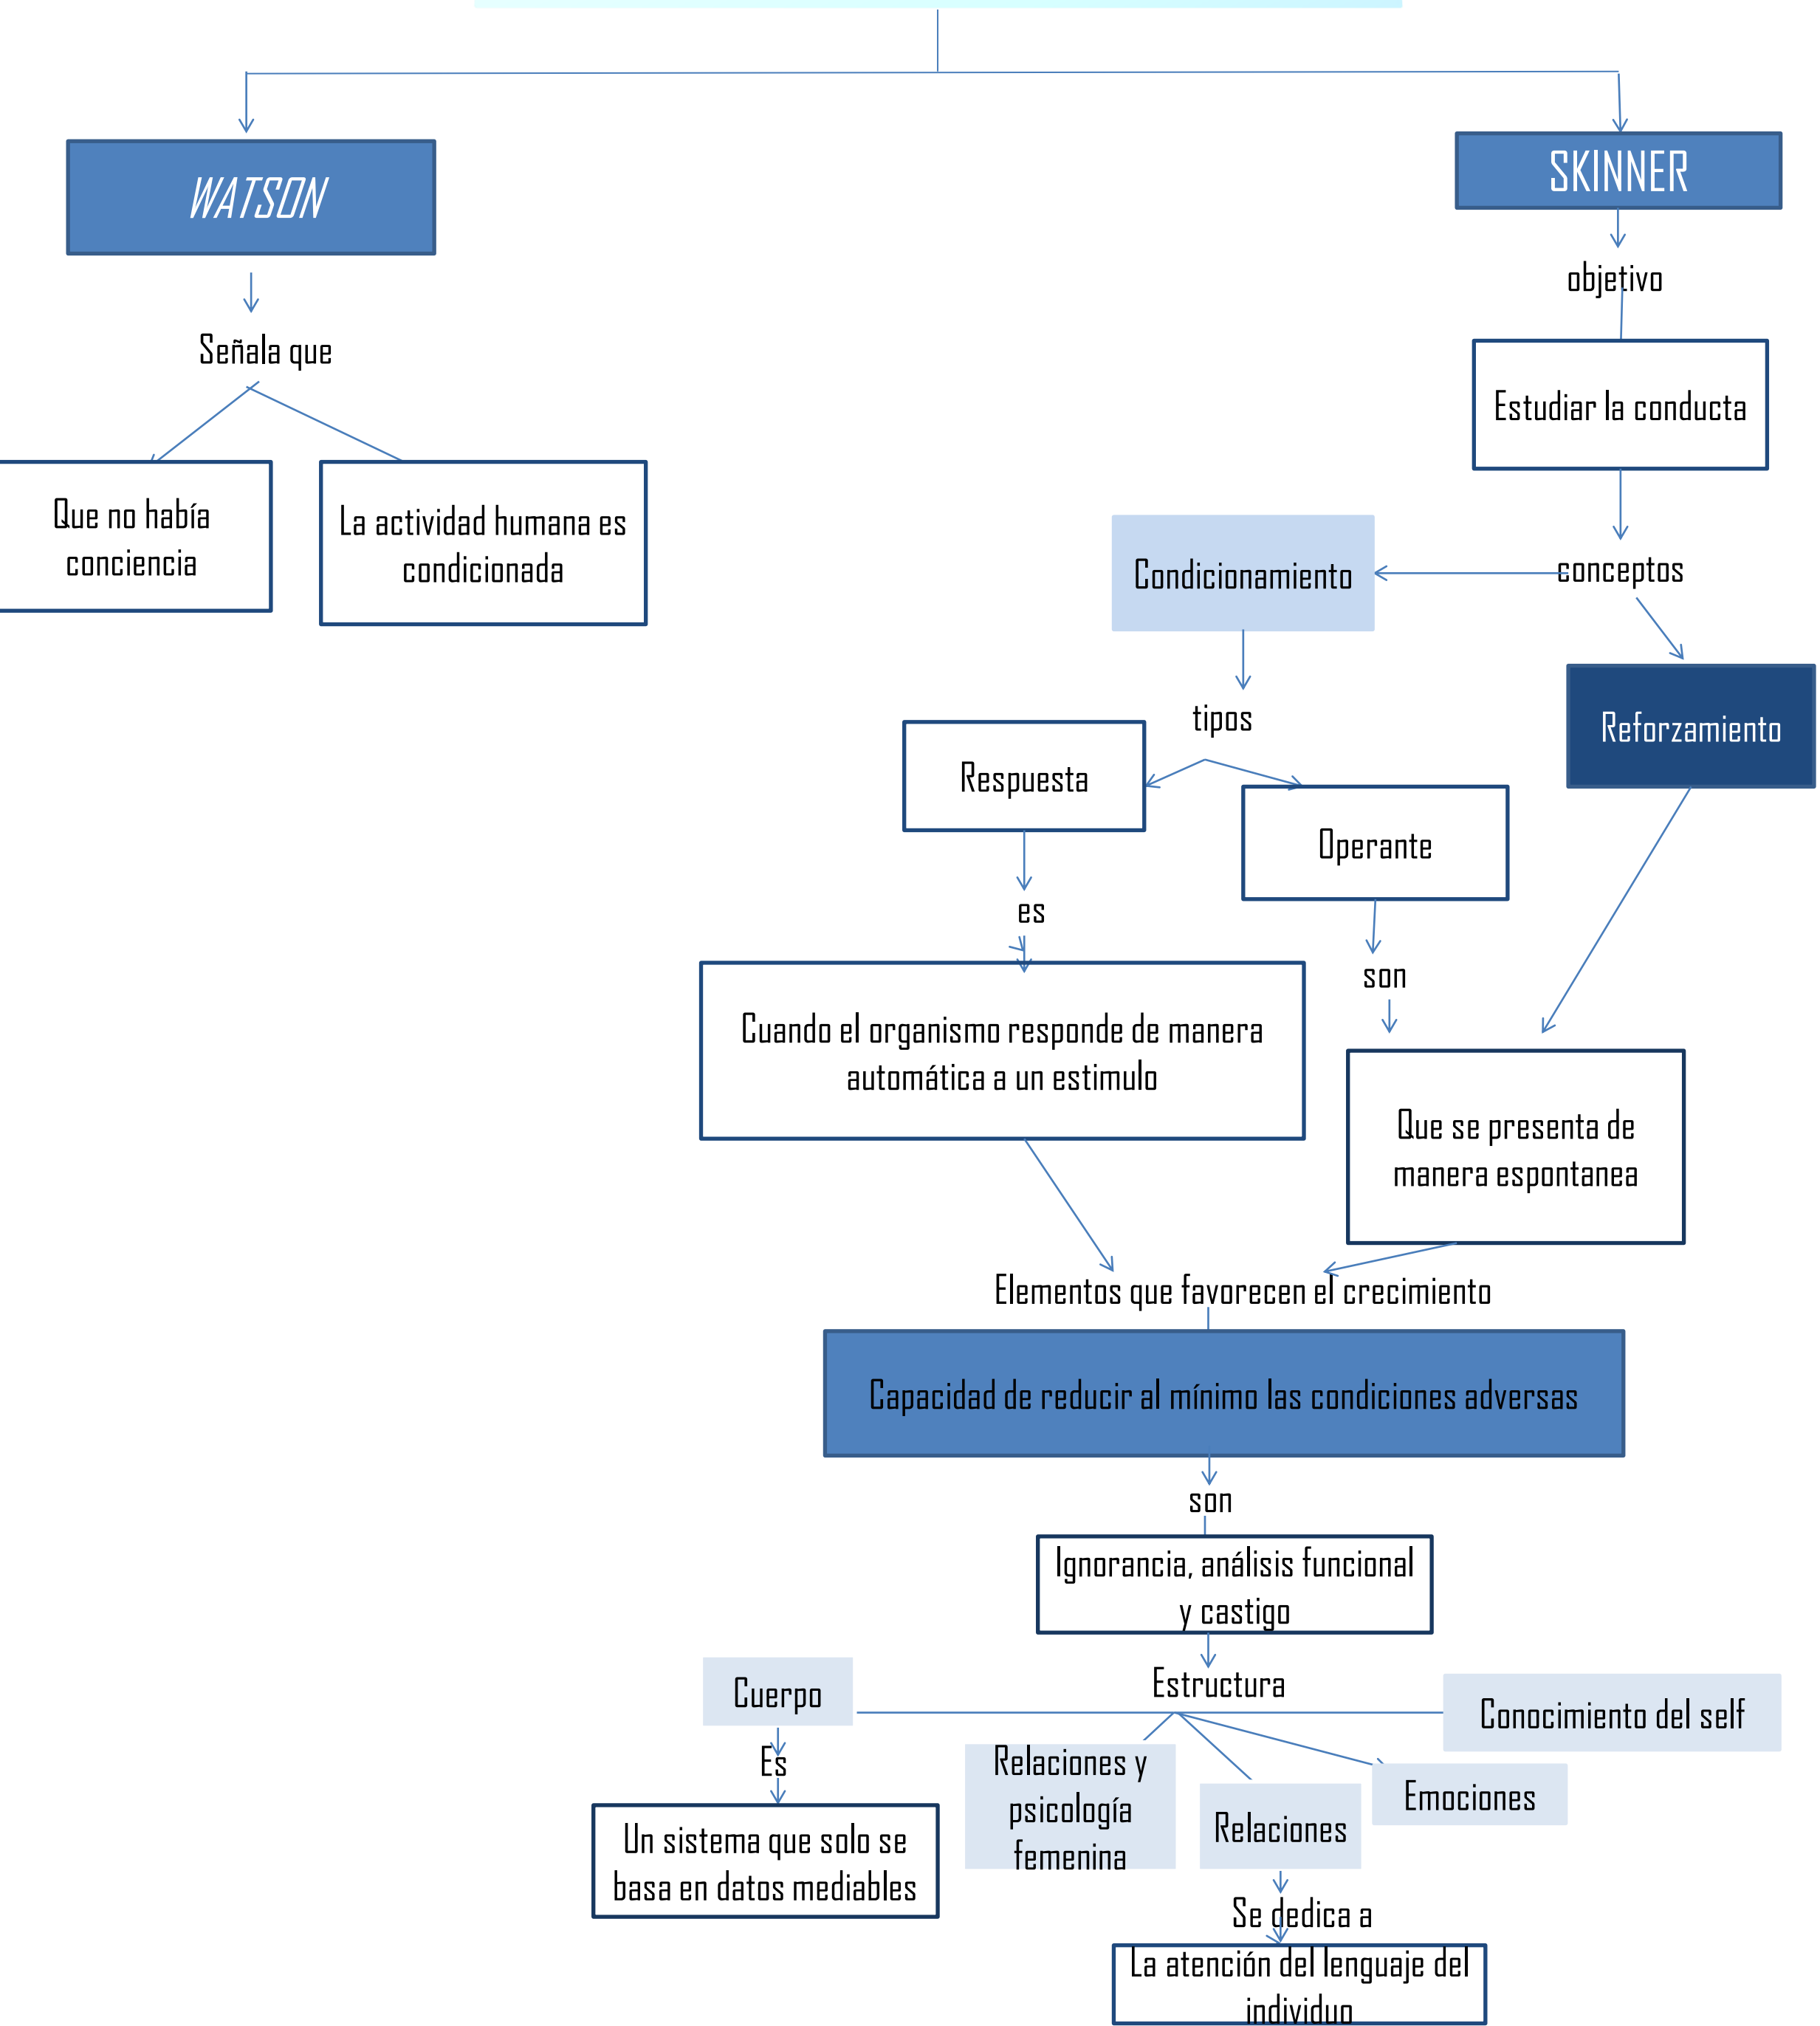 WATSON
SKINNER
objetivo
Señala que
Estudiar la conducta
Que no había
conciencia
La actividad humana es
condicionada
Condicionamiento
conceptos
tipos
Reforzamiento
Respuesta
Operante
es
son
Cuando el organismo responde de manera
automática a un estimulo
Que se presenta de
manera espontanea
Elementos que favorecen el crecimiento
Capacidad de reducir al mínimo las condiciones adversas
son
Ignorancia, análisis funcional
y castigo
Estructura
Cuerpo
Conocimiento del self
Es
Relaciones y
psicología
femenina
Relaciones
Emociones
Un sistema que solo se
basa en datos mediables
Se dedica a
La atención del lenguaje del
individuo